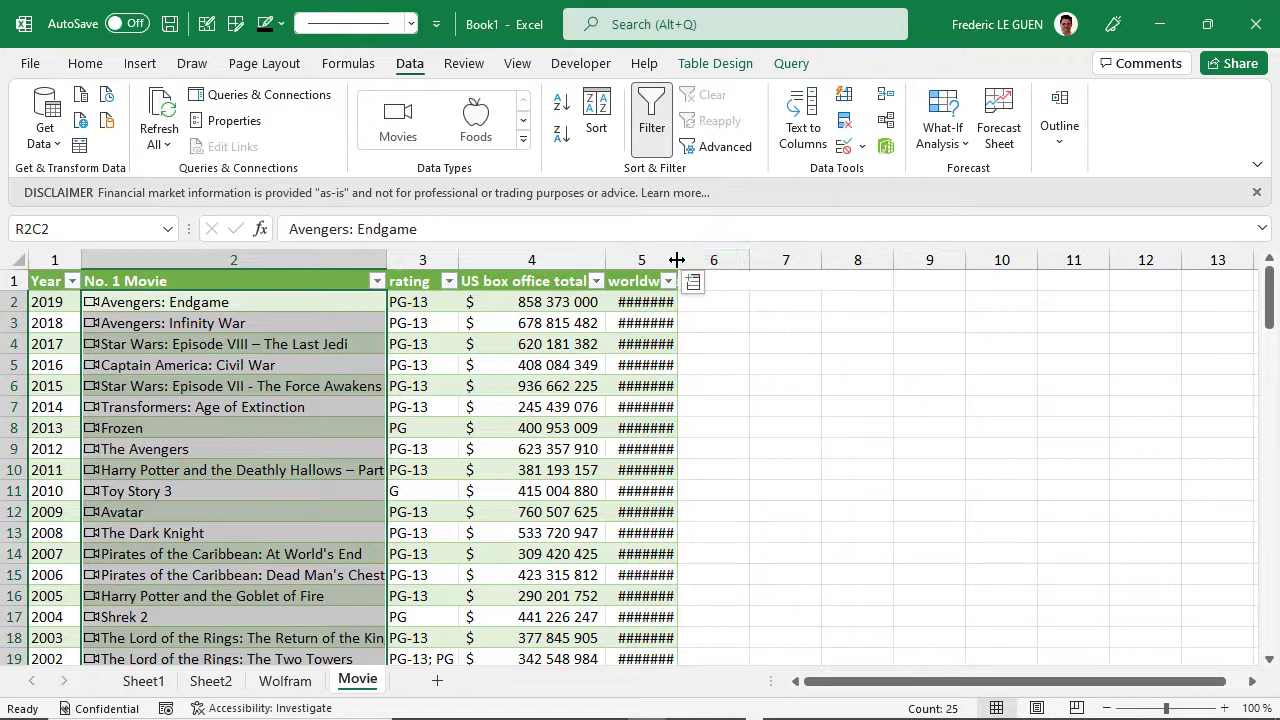 AutoSave Off Book1 - Excel Search (Alt+Q) Frederic LE GUEN
File Home Insert Draw Page Layout Formulas Data Review View Developer Help Table Design Query Comments Share
Get Data
Refresh All
Queries & Connections
Properties
Edit Links
Movies Foods
Sort
Filter
Clear
Reapply
Advanced
Text to Columns
What-If Analysis
Forecast Sheet
Outline
Get & Transform Data Queries & Connections Data Types Sort & Filter Data Tools Forecast
DISCLAIMER Financial market information is provided "as-is" and not for professional or trading purposes or advice. Learn more...
R2C2 fx Avengers: Endgame
1 2 3 4 5 6 7 8 9 10 11 12 13
1 Year No. 1 Movie rating US box office total worldw
2 2019 Avengers: Endgame PG-13 $ 858 373 000 #######
3 2018 Avengers: Infinity War PG-13 $ 678 815 482 #######
4 2017 Star Wars: Episode VIII – The Last Jedi PG-13 $ 620 181 382 #######
5 2016 Captain America: Civil War PG-13 $ 408 084 349 #######
6 2015 Star Wars: Episode VII - The Force Awakens PG-13 $ 936 662 225 #######
7 2014 Transformers: Age of Extinction PG-13 $ 245 439 076 #######
8 2013 Frozen PG $ 400 953 009 #######
9 2012 The Avengers PG-13 $ 623 357 910 #######
10 2011 Harry Potter and the Deathly Hallows – Part PG-13 $ 381 193 157 #######
11 2010 Toy Story 3 G $ 415 004 880 #######
12 2009 Avatar PG-13 $ 760 507 625 #######
13 2008 The Dark Knight PG-13 $ 533 720 947 #######
14 2007 Pirates of the Caribbean: At World's End PG-13 $ 309 420 425 #######
15 2006 Pirates of the Caribbean: Dead Man's Chest PG-13 $ 423 315 812 #######
16 2005 Harry Potter and the Goblet of Fire PG-13 $ 290 201 752 #######
17 2004 Shrek 2 PG $ 441 226 247 #######
18 2003 The Lord of the Rings: The Return of the Kin PG-13 $ 377 845 905 #######
19 2002 The Lord of the Rings: The Two Towers PG-13; PG $ 342 548 984 #######
Sheet1 Sheet2 Wolfram Movie
Ready Confidential Accessibility: Investigate Count: 25 100 %